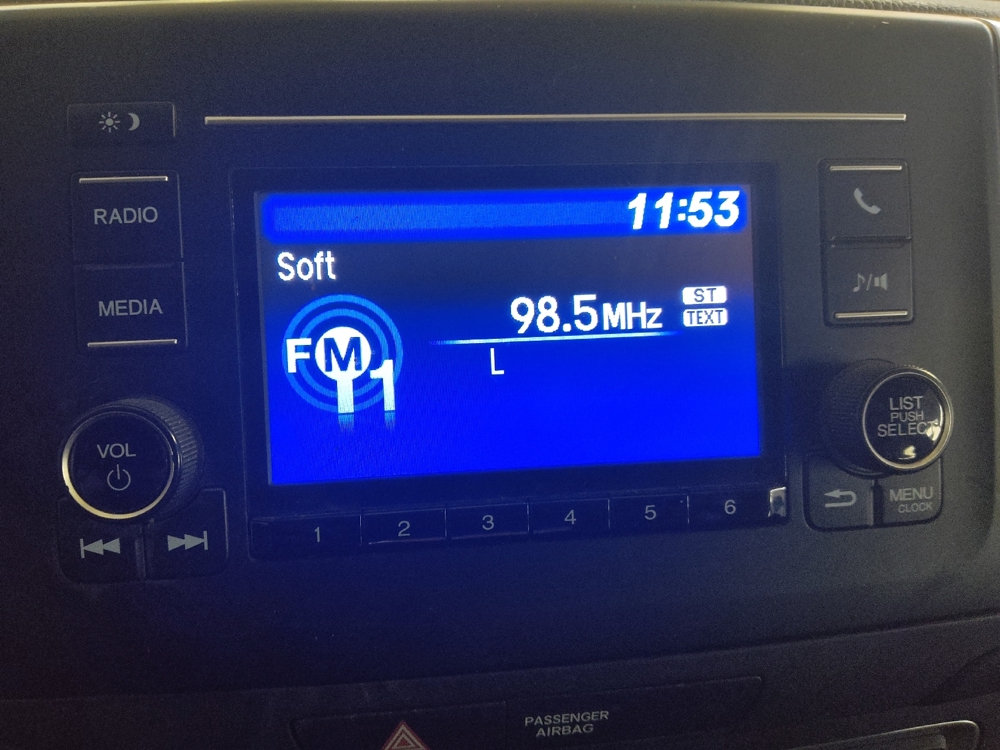 11:53
RADIO
Soft
98.5MHz
ST
TEXT
MEDIA
FM
1
L
VOL
LIST
PUSH
SELECT
MENU
CLOCK
1 2 3 4 5 6
PASSENGER
AIRBAG